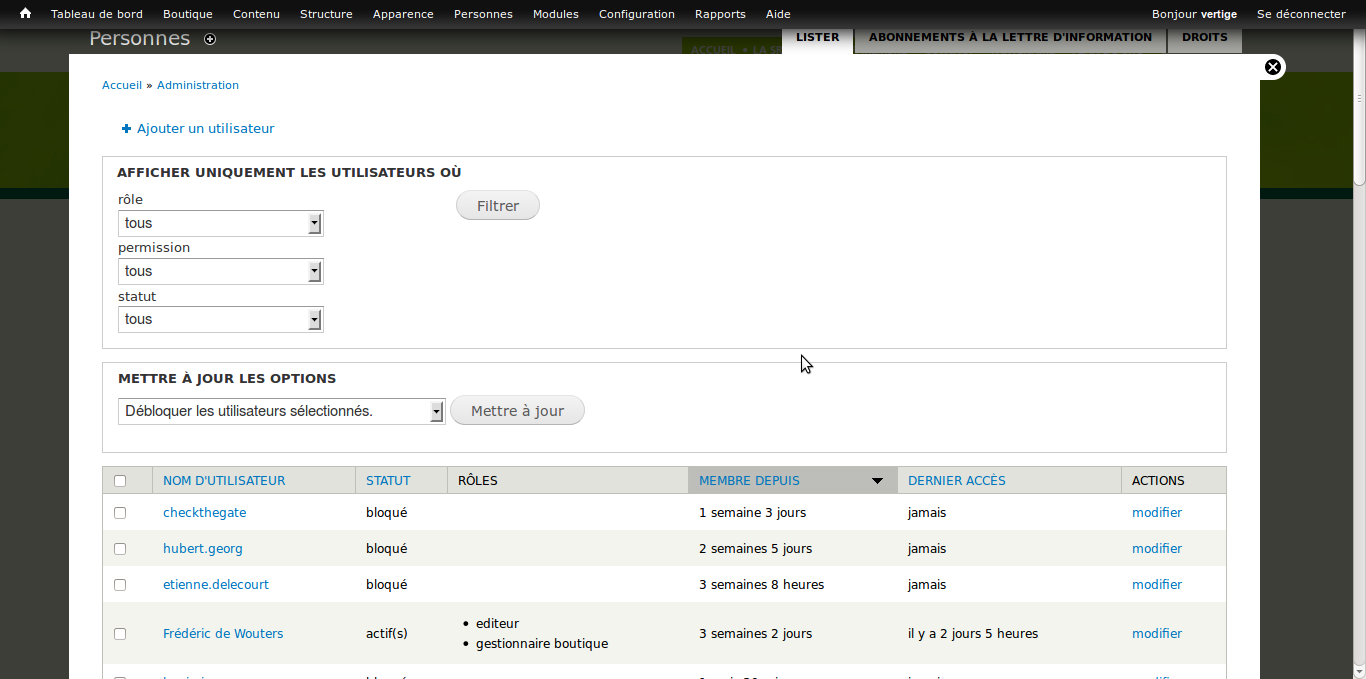 Tableau de bord Boutique Contenu Structure Apparence Personnes Modules Configuration Rapports Aide Bonjour vertige Se déconnecter
Personnes LISTER ABONNEMENTS À LA LETTRE D'INFORMATION DROITS
ACCUEIL • LA
Accueil » Administration
Ajouter un utilisateur
AFFICHER UNIQUEMENT LES UTILISATEURS OÙ
rôle
tous Filtrer
permission
tous
statut
tous
METTRE À JOUR LES OPTIONS
Débloquer les utilisateurs sélectionnés. Mettre à jour
NOM D'UTILISATEUR STATUT RÔLES MEMBRE DEPUIS DERNIER ACCÈS ACTIONS
checkthegate bloqué 1 semaine 3 jours jamais modifier
hubert.georg bloqué 2 semaines 5 jours jamais modifier
etienne.delecourt bloqué 3 semaines 8 heures jamais modifier
Frédéric de Wouters actif(s) • editeur 3 semaines 2 jours il y a 2 jours 5 heures modifier
• gestionnaire boutique